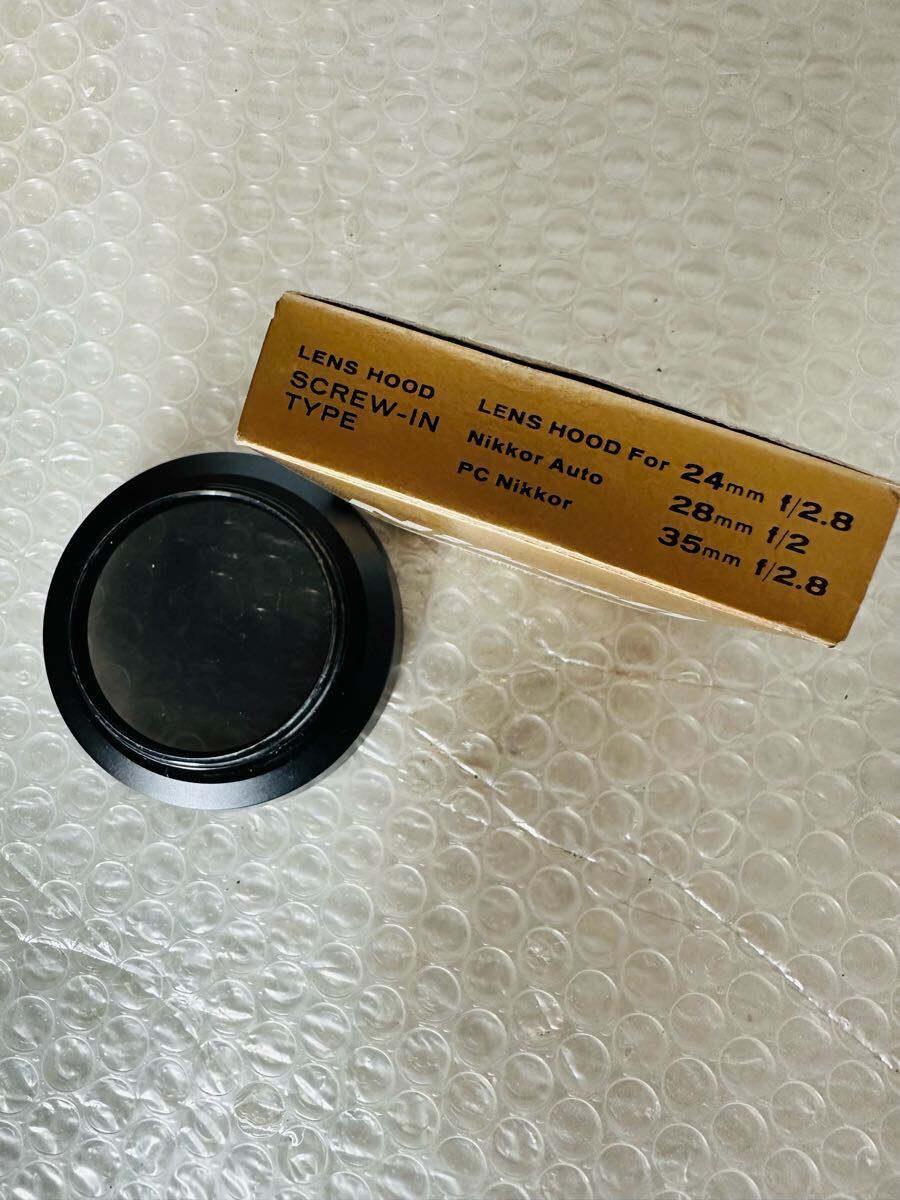 LENS HOOD
SCREW-IN
TYPE
LENS HOOD For 24mm f/2.8
Nikkor Auto 28mm f/2
PC Nikkor 35mm f/2.8